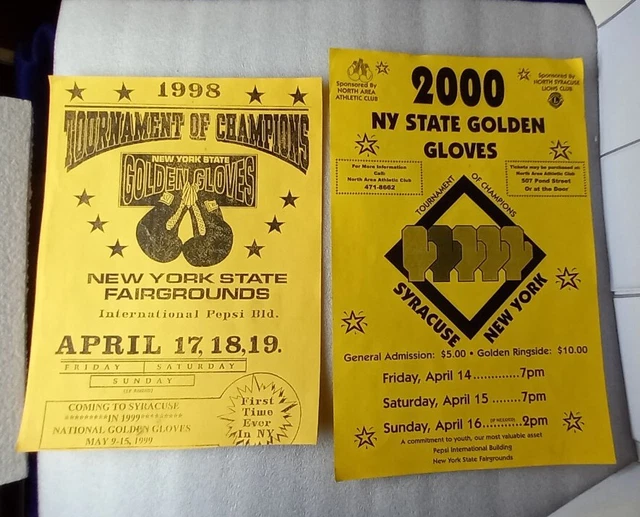 1998
TOURNAMENT OF CHAMPIONS
NEW YORK STATE
GOLDEN GLOVES
NEW YORK STATE
FAIRGROUNDS
International Pepsi Bld.
APRIL 17,18,19.
FRIDAY SATURDAY
SUNDAY
COMING TO SYRACUSE
IN 1999
NATIONAL GOLDEN GLOVES
MAY 9-15, 1999
First
Time
Ever
In NY
Sponsored By
NORTH AREA
ATHLETIC CLUB
2000
Sponsored by
NORTH SYRACUSE
LIONS CLUB
NY STATE GOLDEN
GLOVES
For More Information
Call:
North Area Athletic Club
471-8662
Tickets may be purchased at:
North Area Athletic Club
507 Pond Street
Or at the Door
TOURNAMENT OF CHAMPIONS
SYRACUSE NEW YORK
General Admission: $5.00 • Golden Ringside: $10.00
Friday, April 14...........7pm
Saturday, April 15.......7pm
Sunday, April 16..........2pm
A commitment to youth, our most valuable asset
Pepsi International Building
New York State Fairgrounds